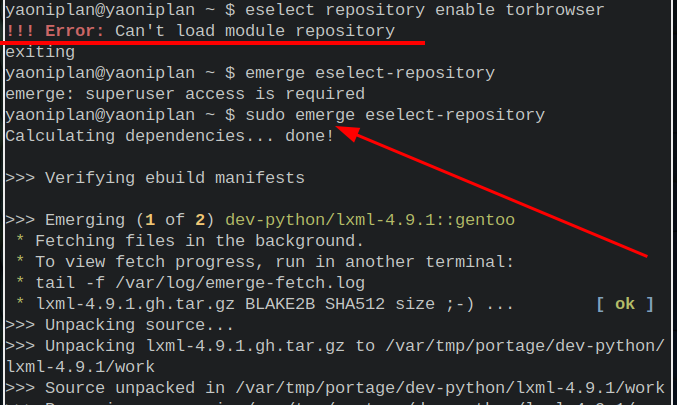 yaoniplan@yaoniplan ~ $ eselect repository enable torbrowser
!!! Error: Can't load module repository
exiting
yaoniplan@yaoniplan ~ $ emerge eselect-repository
emerge: superuser access is required
yaoniplan@yaoniplan ~ $ sudo emerge eselect-repository
Calculating dependencies... done!
>>> Verifying ebuild manifests
>>> Emerging (1 of 2) dev-python/lxml-4.9.1::gentoo
 * Fetching files in the background.
 * To view fetch progress, run in another terminal:
 * tail -f /var/log/emerge-fetch.log
 * lxml-4.9.1.gh.tar.gz BLAKE2B SHA512 size ;-) ...        [ ok ]
>>> Unpacking source...
>>> Unpacking lxml-4.9.1.gh.tar.gz to /var/tmp/portage/dev-python/
lxml-4.9.1/work
>>> Source unpacked in /var/tmp/portage/dev-python/lxml-4.9.1/work